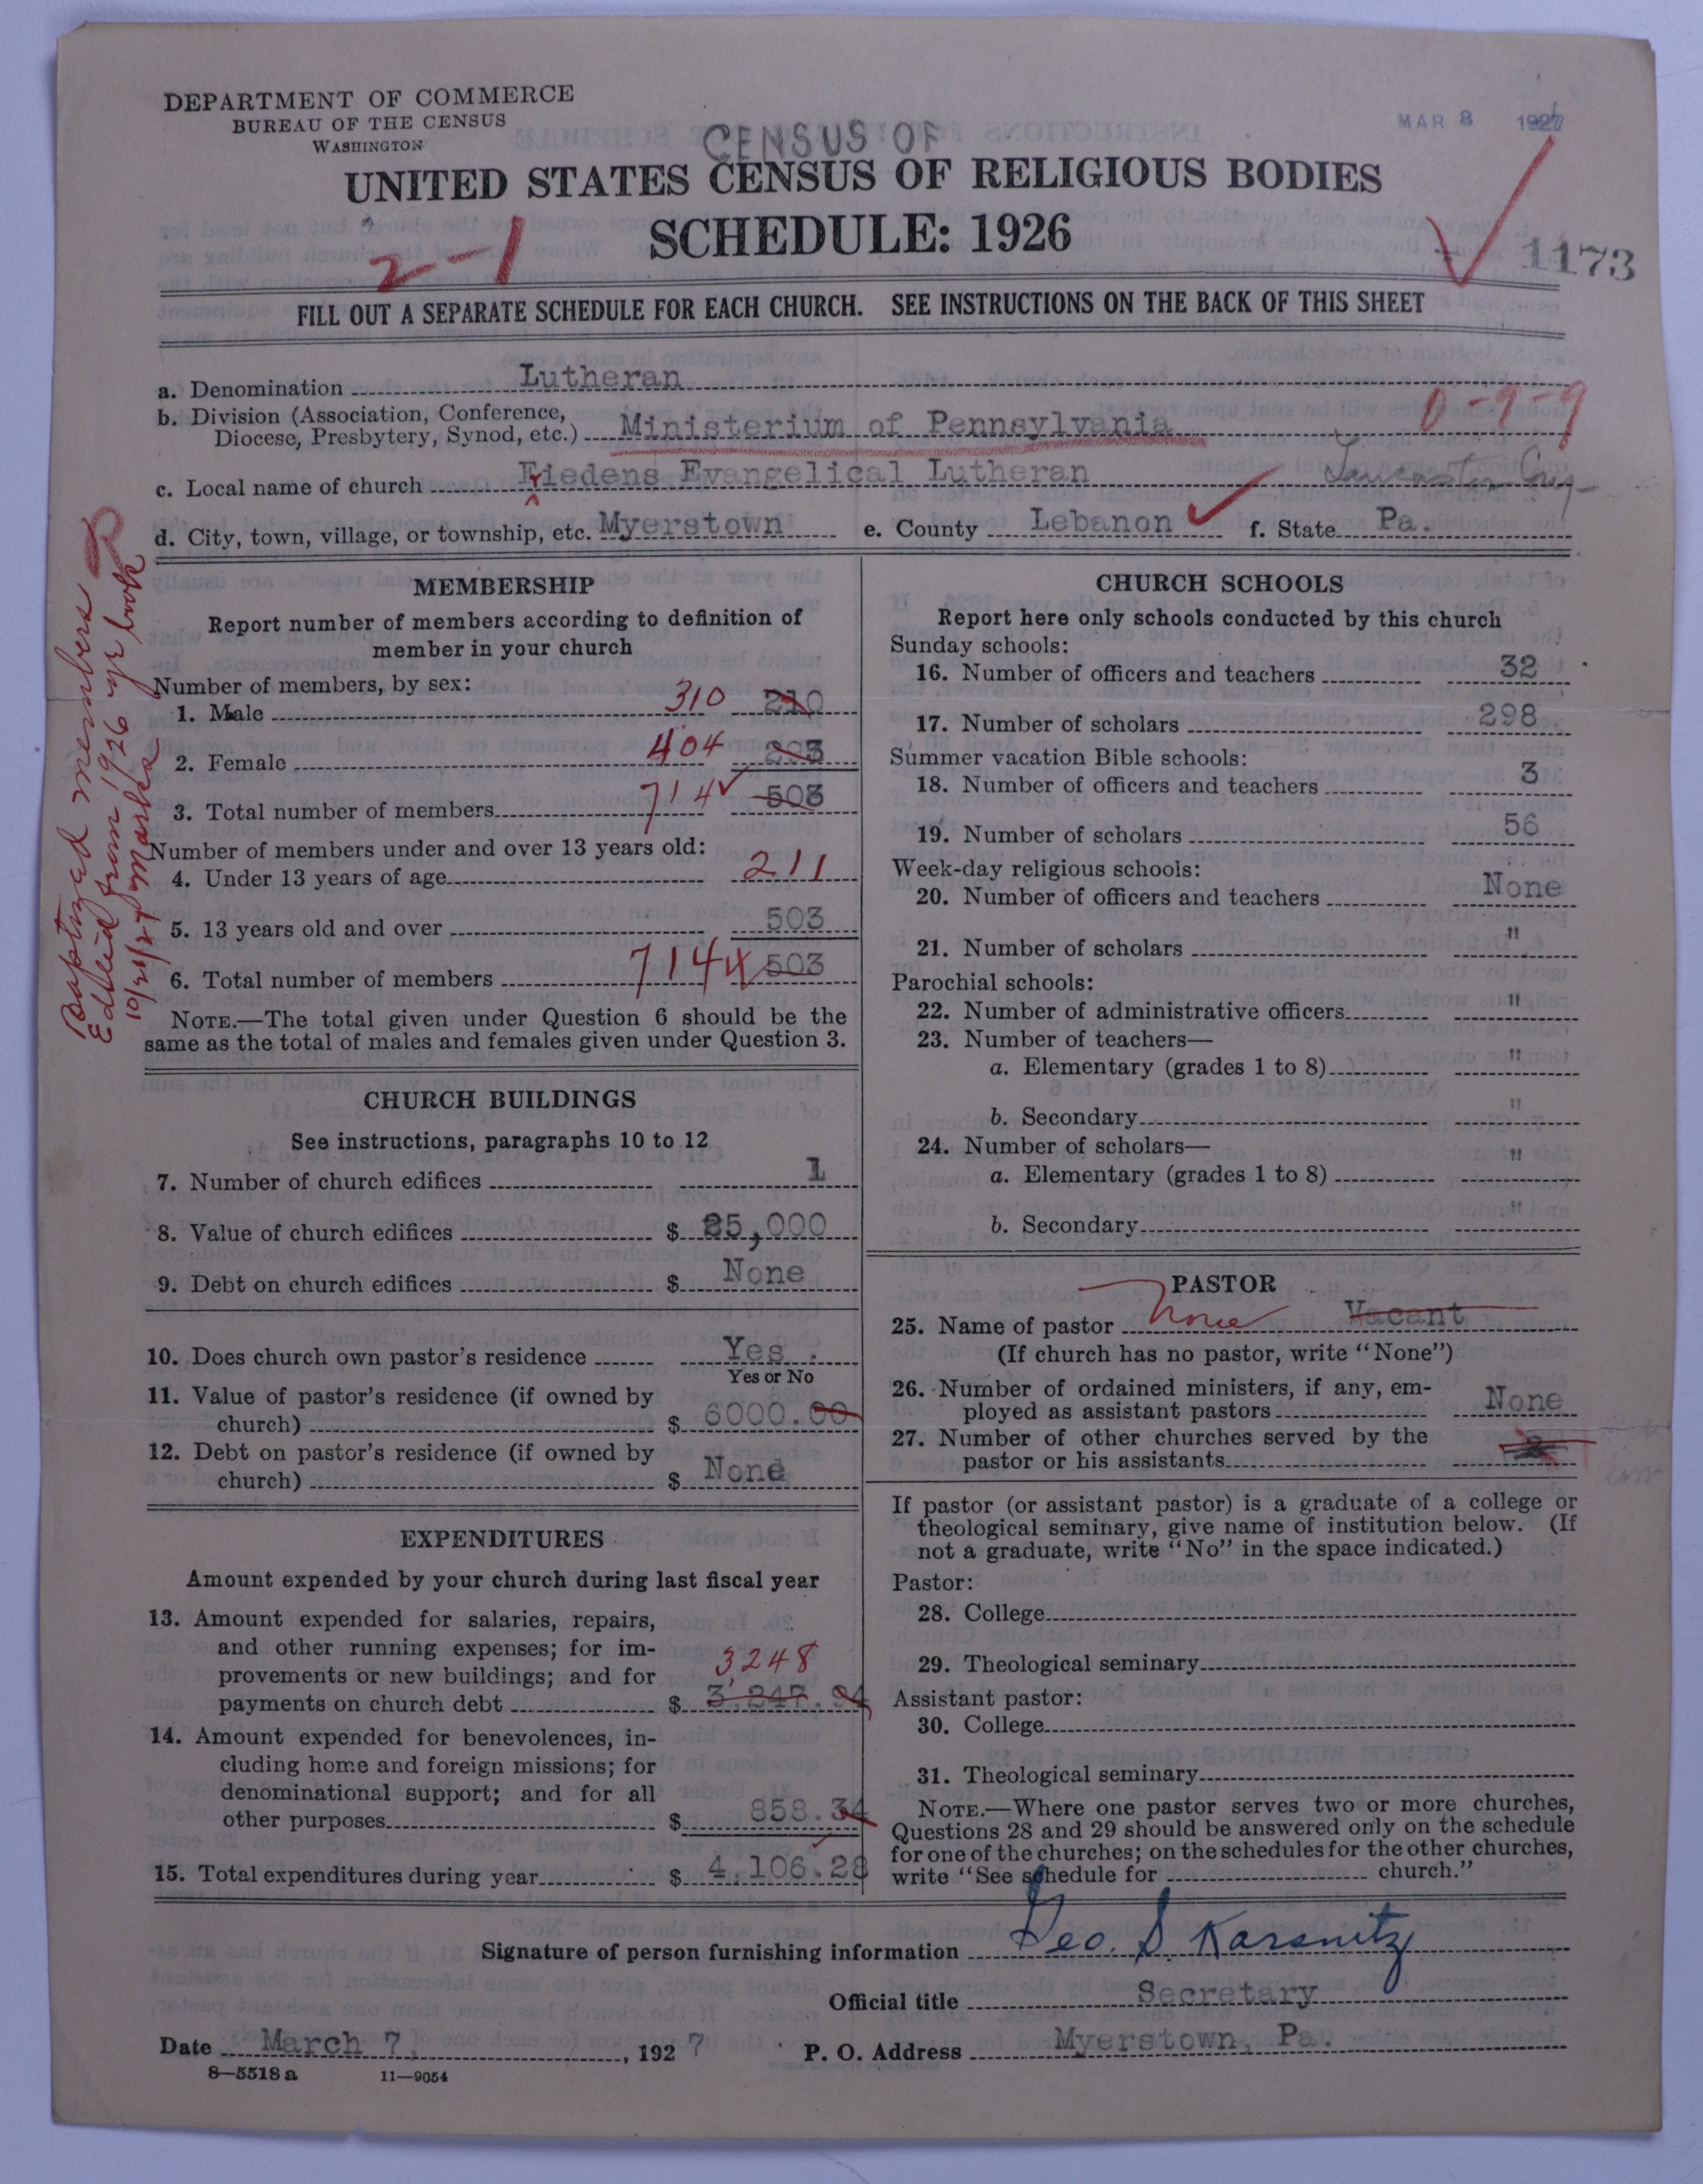 DEPARTMENT OF COMMERCE
BUREAU OF THE CENSUS
WASHINGTON
CENSUS OF
MAR 8 1927
UNITED STATES CENSUS OF RELIGIOUS BODIES
SCHEDULE: 1926
2-1
1173
FILL OUT A SEPARATE SCHEDULE FOR EACH CHURCH. SEE INSTRUCTIONS ON THE BACK OF THIS SHEET
a. Denomination Lutheran
0-9-9
b. Division (Association, Conference,
Diocese, Presbytery, Synod, etc.) Ministerium of Pennsylvania
c. Local name of church Friedens Evangelical Lutheran
d. City, town, village, or township, etc. Myerstown e. County Lebanon f. State Pa.
Baptized members
Edited from 1926 yr book
10/21/27 Marks
MEMBERSHIP
Report number of members according to definition of
member in your church
Number of members, by sex:
1. Male 310 210
2. Female 404 293
3. Total number of members 714 503
Number of members under and over 13 years old:
4. Under 13 years of age 211
5. 13 years old and over 503
6. Total number of members 714 503
NOTE.—The total given under Question 6 should be the
same as the total of males and females given under Question 3.
CHURCH BUILDINGS
See instructions, paragraphs 10 to 12
7. Number of church edifices 1
8. Value of church edifices $ 25,000
9. Debt on church edifices $ None
10. Does church own pastor's residence Yes
Yes or No
11. Value of pastor's residence (if owned by
church) $ 6000.00
12. Debt on pastor's residence (if owned by
church) $ None
EXPENDITURES
Amount expended by your church during last fiscal year
13. Amount expended for salaries, repairs,
and other running expenses; for im-
provements or new buildings; and for 3248
payments on church debt $ 3,247.94
14. Amount expended for benevolences, in-
cluding home and foreign missions; for
denominational support; and for all
other purposes $ 858.34
15. Total expenditures during year $ 4,106.28
CHURCH SCHOOLS
Report here only schools conducted by this church
Sunday schools:
16. Number of officers and teachers 32
17. Number of scholars 298
Summer vacation Bible schools:
18. Number of officers and teachers 3
19. Number of scholars 56
Week-day religious schools:
20. Number of officers and teachers None
21. Number of scholars "
Parochial schools:
22. Number of administrative officers "
23. Number of teachers—
a. Elementary (grades 1 to 8) "
b. Secondary "
24. Number of scholars— "
a. Elementary (grades 1 to 8)
b. Secondary "
PASTOR
25. Name of pastor None Vacant
(If church has no pastor, write "None")
26. Number of ordained ministers, if any, em-
ployed as assistant pastors None
27. Number of other churches served by the
pastor or his assistants
If pastor (or assistant pastor) is a graduate of a college or
theological seminary, give name of institution below. (If
not a graduate, write "No" in the space indicated.)
Pastor:
28. College
29. Theological seminary
Assistant pastor:
30. College
31. Theological seminary
NOTE.—Where one pastor serves two or more churches,
Questions 28 and 29 should be answered only on the schedule
for one of the churches; on the schedules for the other churches,
write "See schedule for church."
Signature of person furnishing information Geo. S. Karsnitz
Official title Secretary
Date March 7, 1927 P. O. Address Myerstown, Pa.
8—5518 a 11—9054